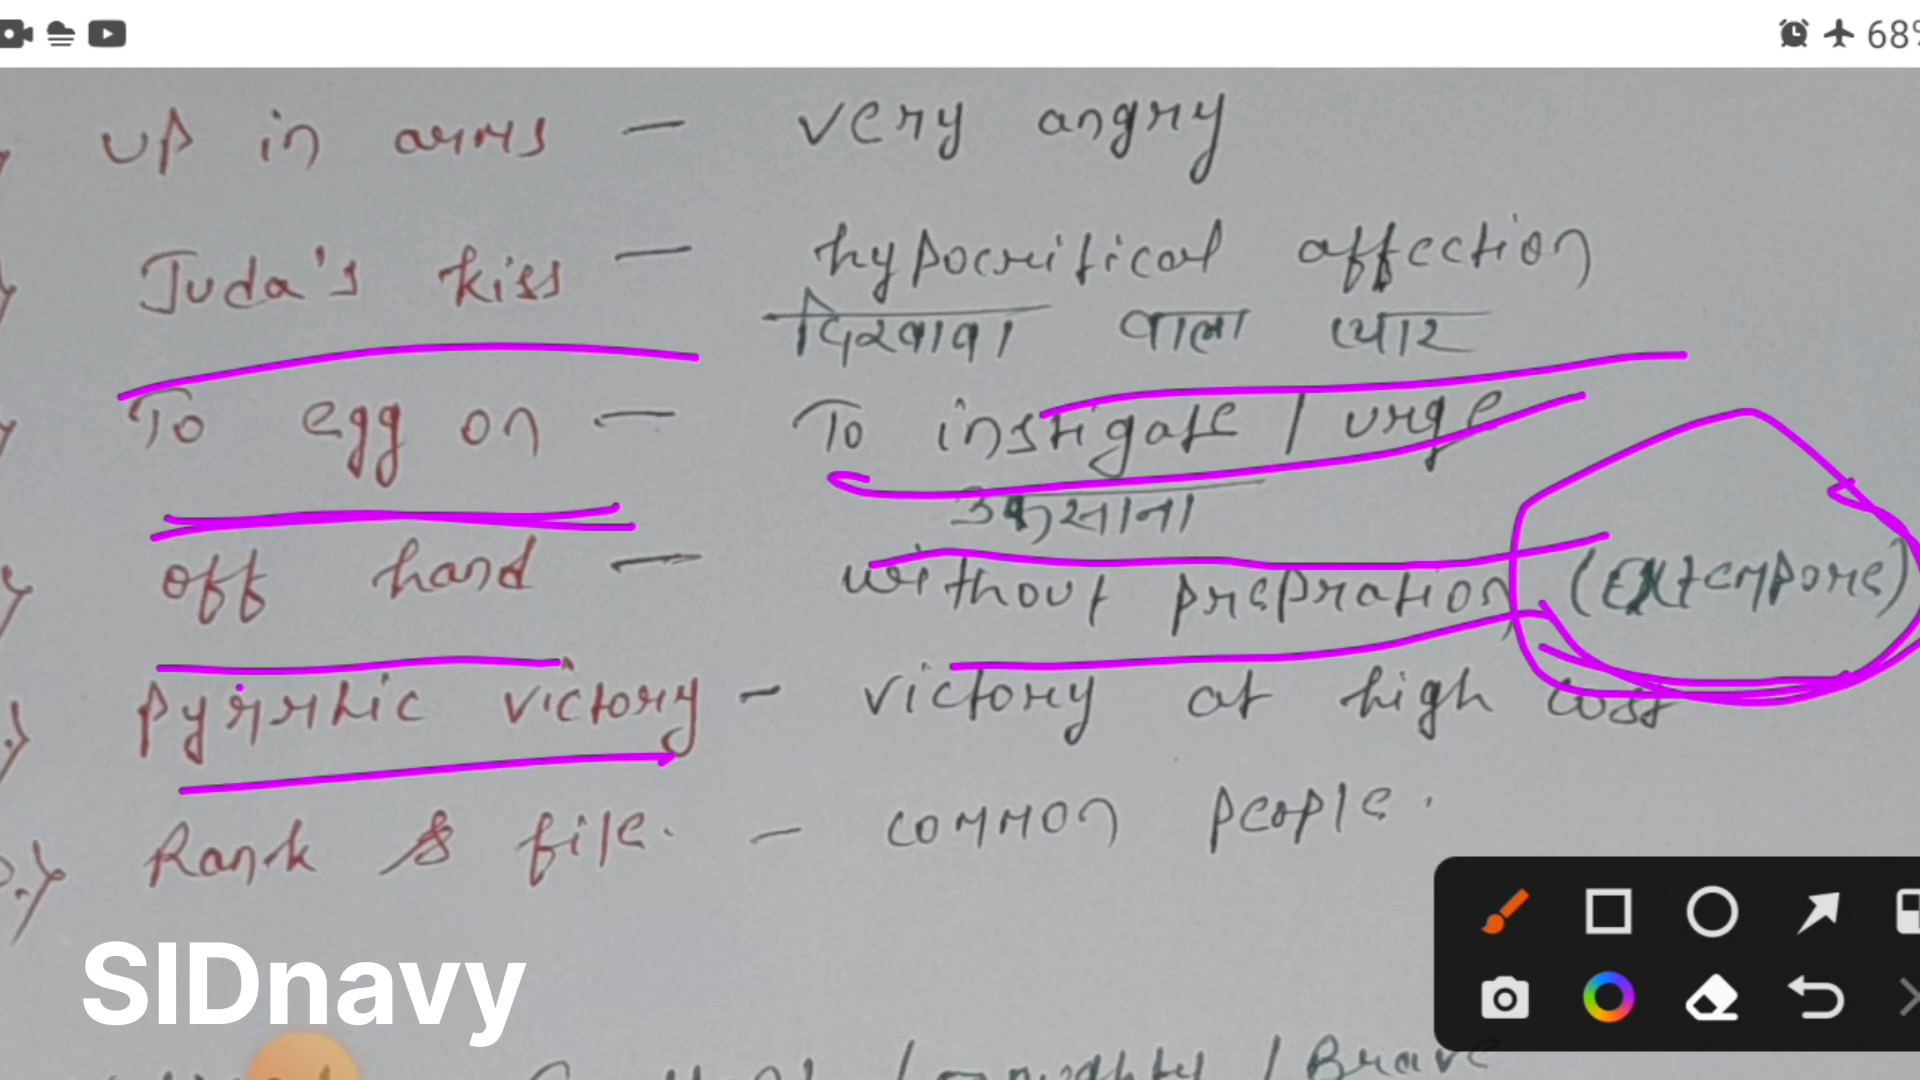 68%
up in arms - very angry
Juda's kiss - hypocritical affection
दिखावा वाला प्यार
To egg on - To instigate / urge
उकसाना
off hand - without prepration (Extempore)
pyrrhic victory - victory at high cost
Rank & file. - common people.
SIDnavy
/ Brave